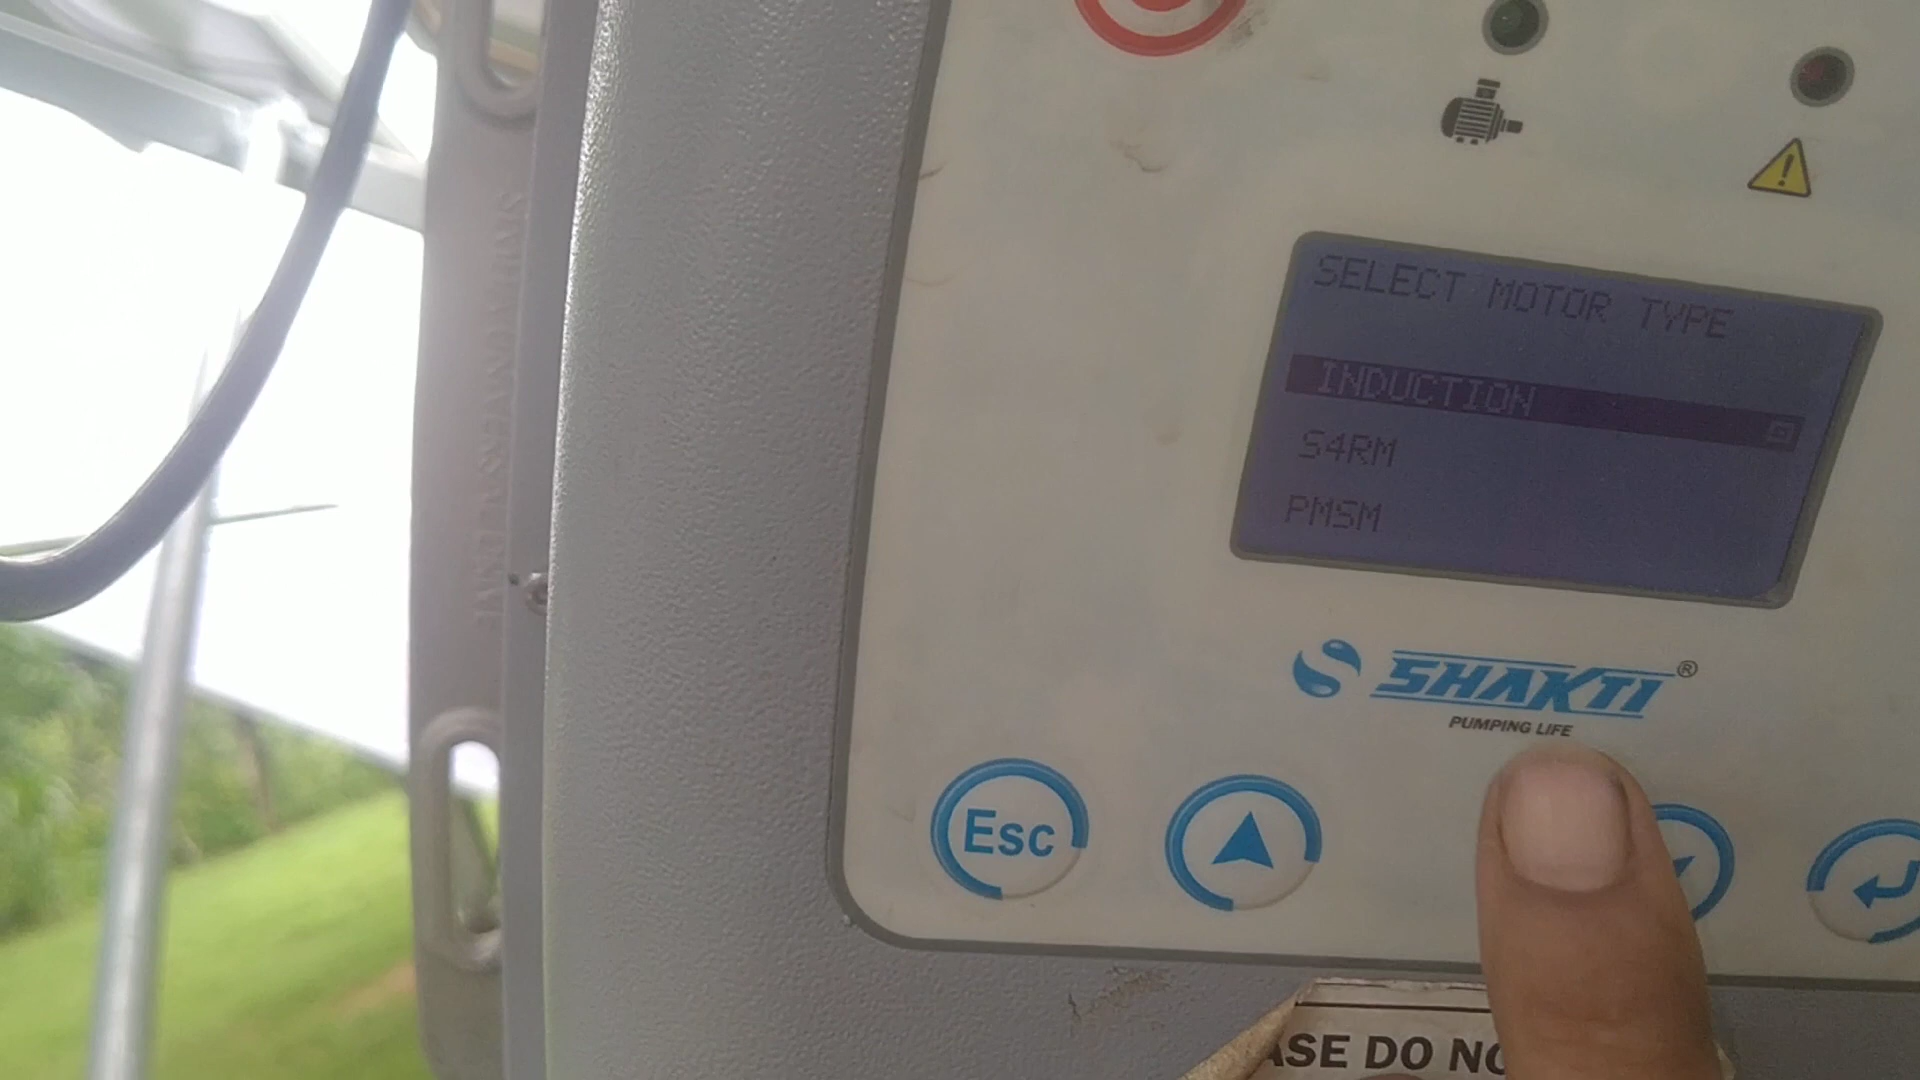 SELECT MOTOR TYPE
INDUCTION
S4RM
PMSM
SHAKTI®
PUMPING LIFE
Esc
ASE DO NO